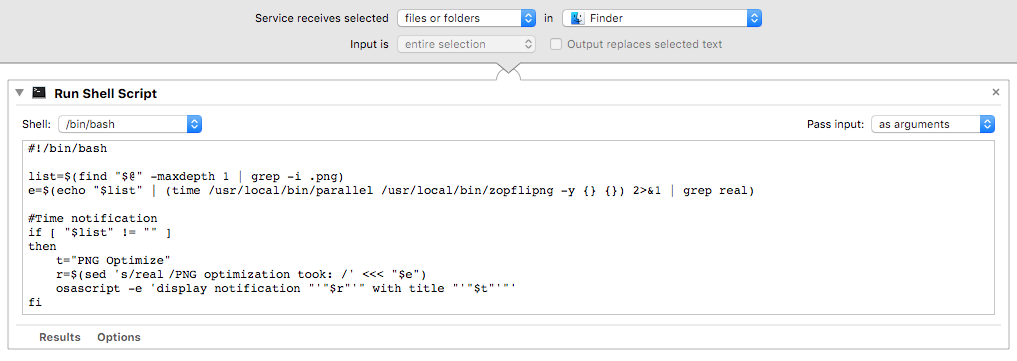 Service receives selected files or folders in Finder
Input is entire selection Output replaces selected text
Run Shell Script
Shell: /bin/bash Pass input: as arguments
#!/bin/bash
list=$(find "$@" -maxdepth 1 | grep -i .png)
e=$(echo "$list" | (time /usr/local/bin/parallel /usr/local/bin/zopflipng -y {} {}) 2>&1 | grep real)
#Time notification
if [ "$list" != "" ]
then
    t="PNG Optimize"
    r=$(sed 's/real /PNG optimization took: /' <<< "$e")
    osascript -e 'display notification "'"$r"'" with title "'"$t"'"'
fi
Results Options